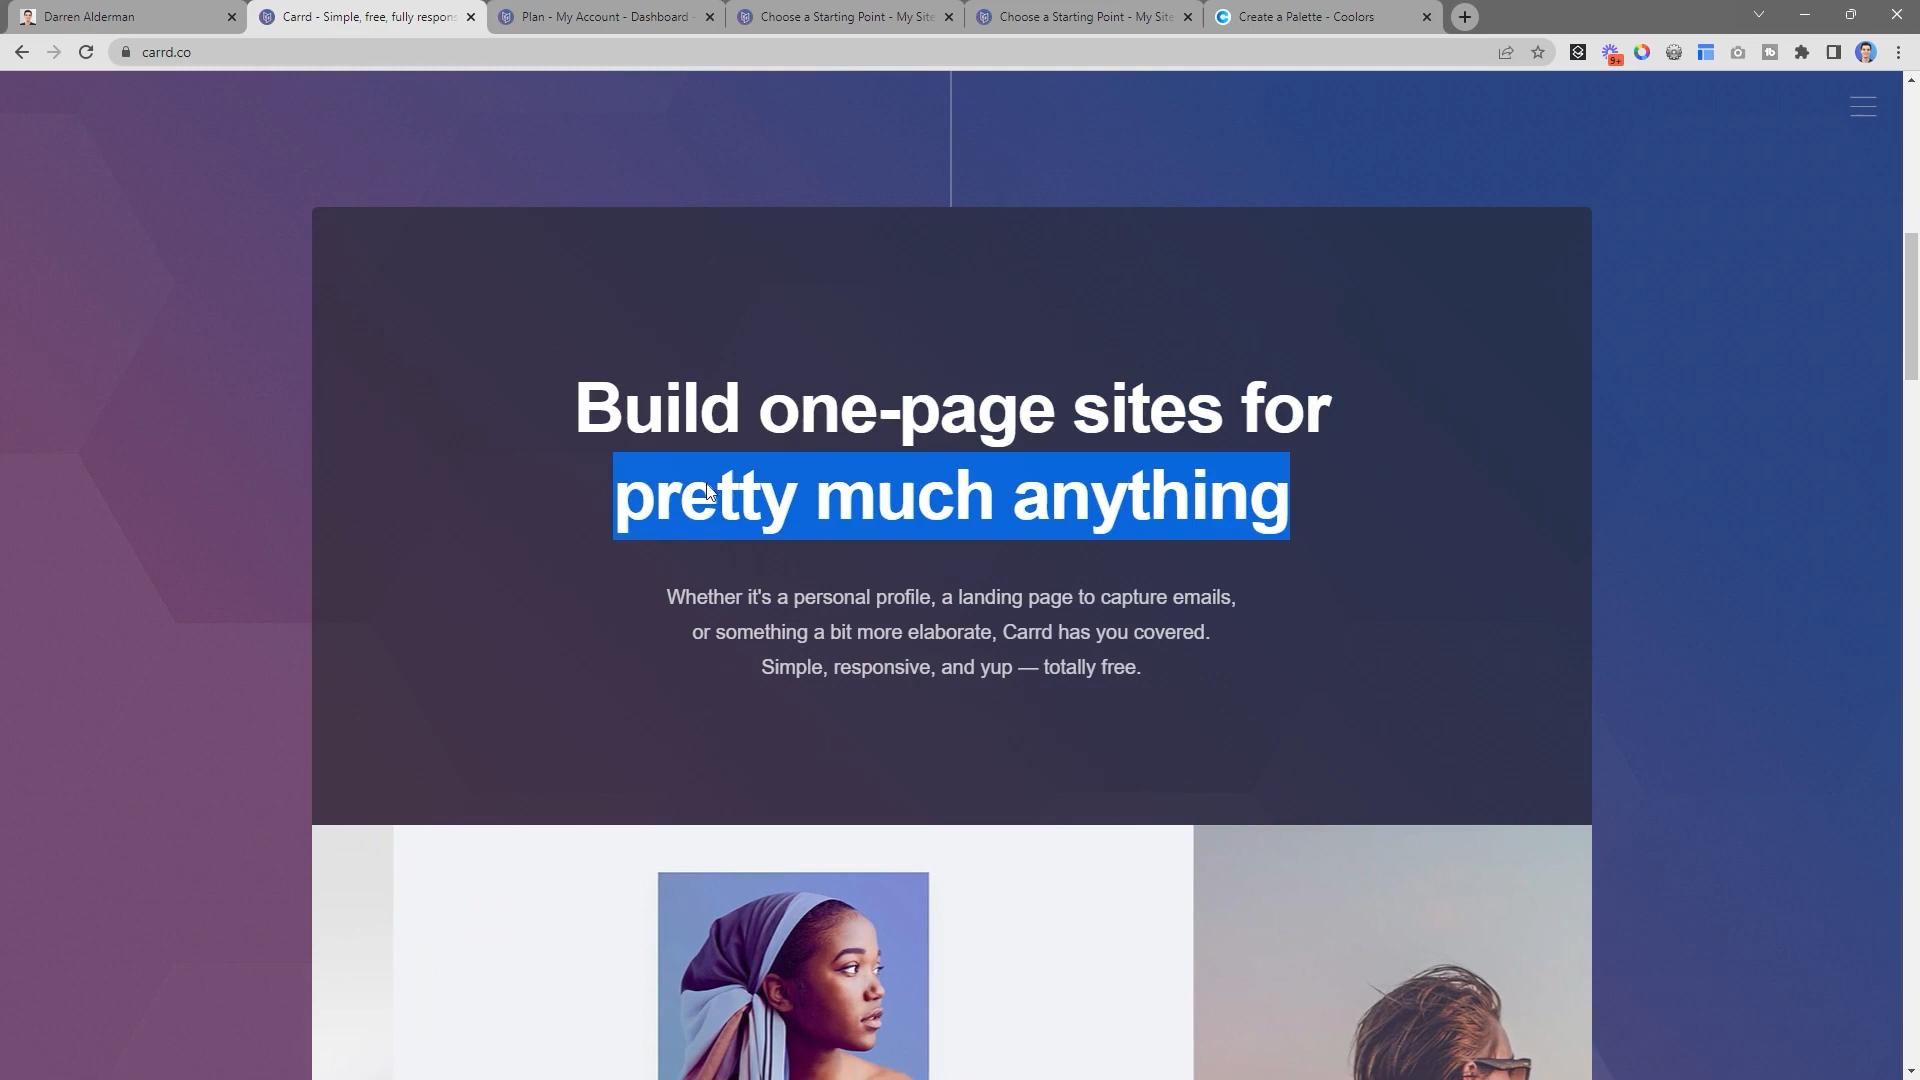 Darren Alderman
Carrd - Simple, free, fully respons
Plan - My Account - Dashboard -
Choose a Starting Point - My Site
Choose a Starting Point - My Site
Create a Palette - Coolors
carrd.co
9+
Build one-page sites for
pretty much anything
Whether it's a personal profile, a landing page to capture emails,
or something a bit more elaborate, Carrd has you covered.
Simple, responsive, and yup — totally free.